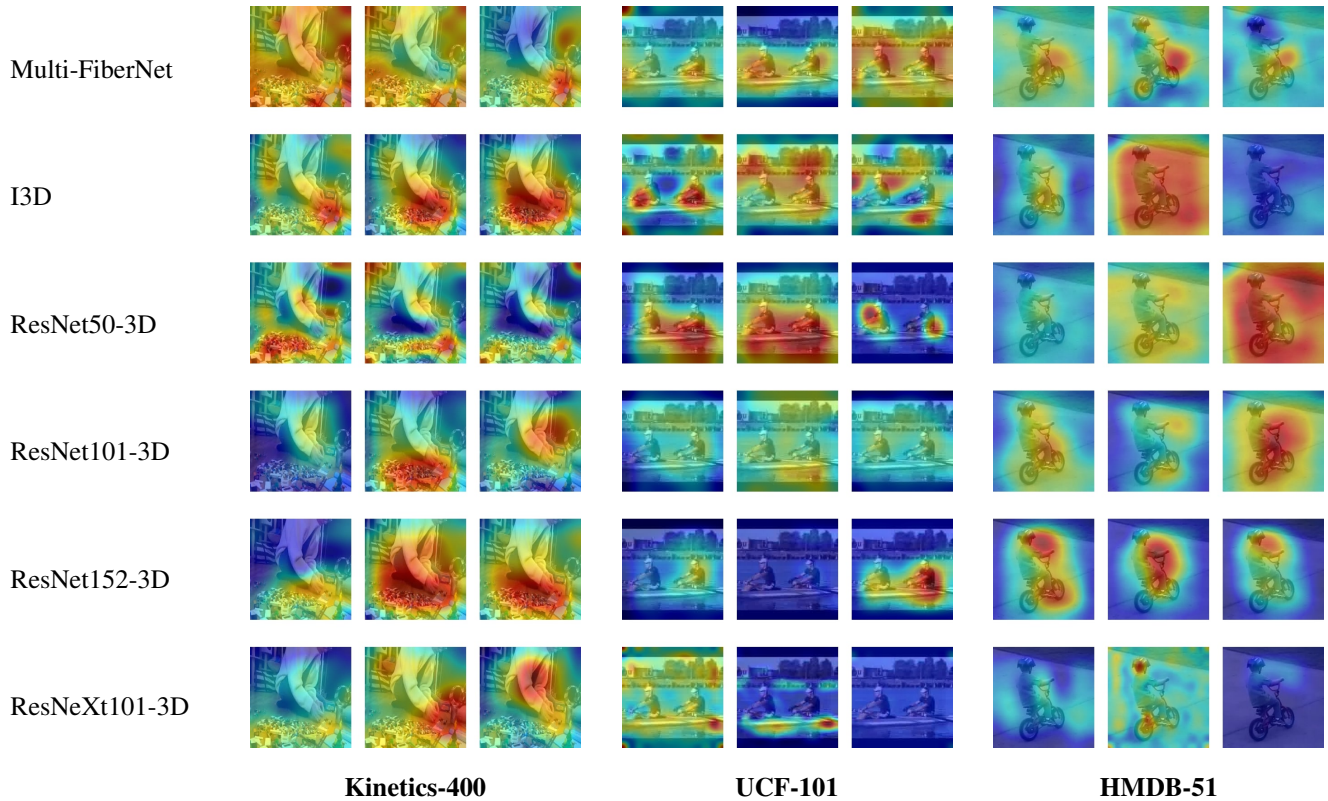 Multi-FiberNet
I3D
ResNet50-3D
ResNet101-3D
ResNet152-3D
ResNeXt101-3D
Kinetics-400 UCF-101 HMDB-51